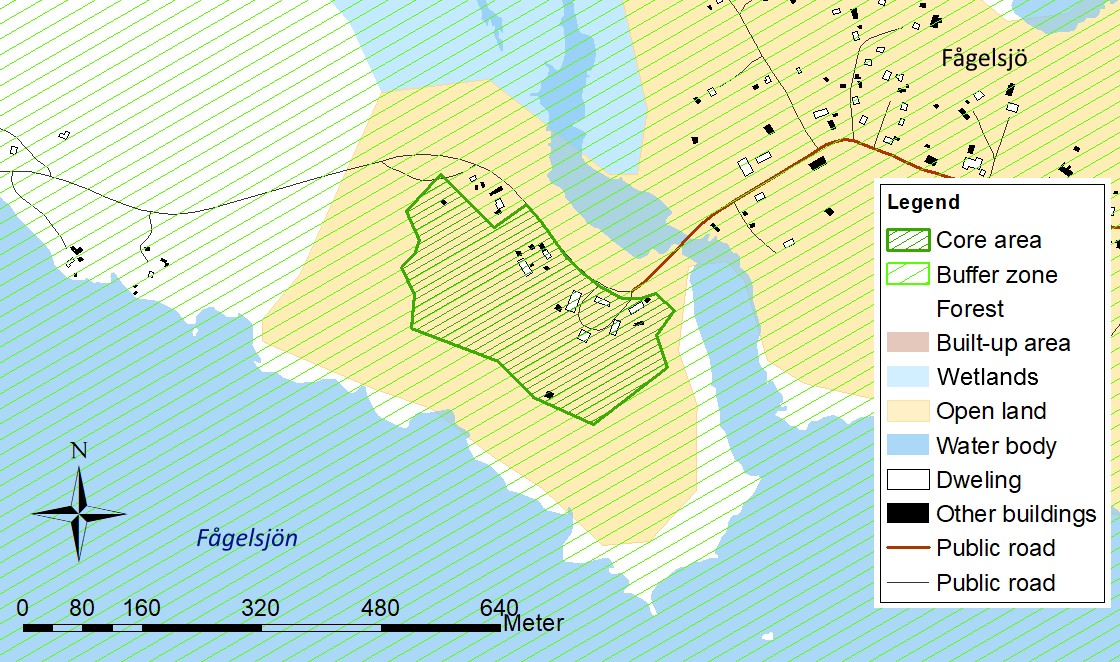 Fågelsjö
Legend
Core area
Buffer zone
Forest
Built-up area
Wetlands
Open land
Water body
Dweling
Other buildings
Public road
Public road
N
Fågelsjön
0 80 160 320 480 640
Meter